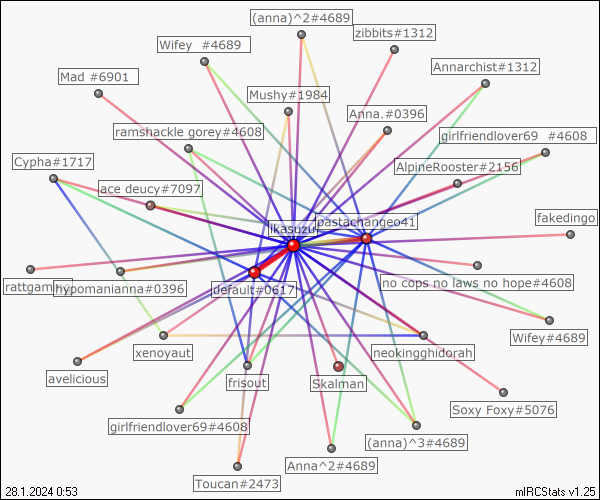 (anna)^2#4689
zibbits#1312
Wifey #4689
Annarchist#1312
Mad #6901
Mushy#1984
Anna.#0396
ramshackle gorey#4608
girlfriendlover69 #4608
Cypha#1717
AlpineRooster#2156
ace deucy#7097
pastachangeo41
ikasuzu
fakedingo
rattgaming
hypomanianna#0396
default#0617
no cops no laws no hope#4608
Wifey#4689
xenoyaut
neokingghidorah
avelicious
frisout
Skalman
Soxy Foxy#5076
girlfriendlover69#4608
(anna)^3#4689
Anna^2#4689
Toucan#2473
28.1.2024 0:53
mIRCStats v1.25